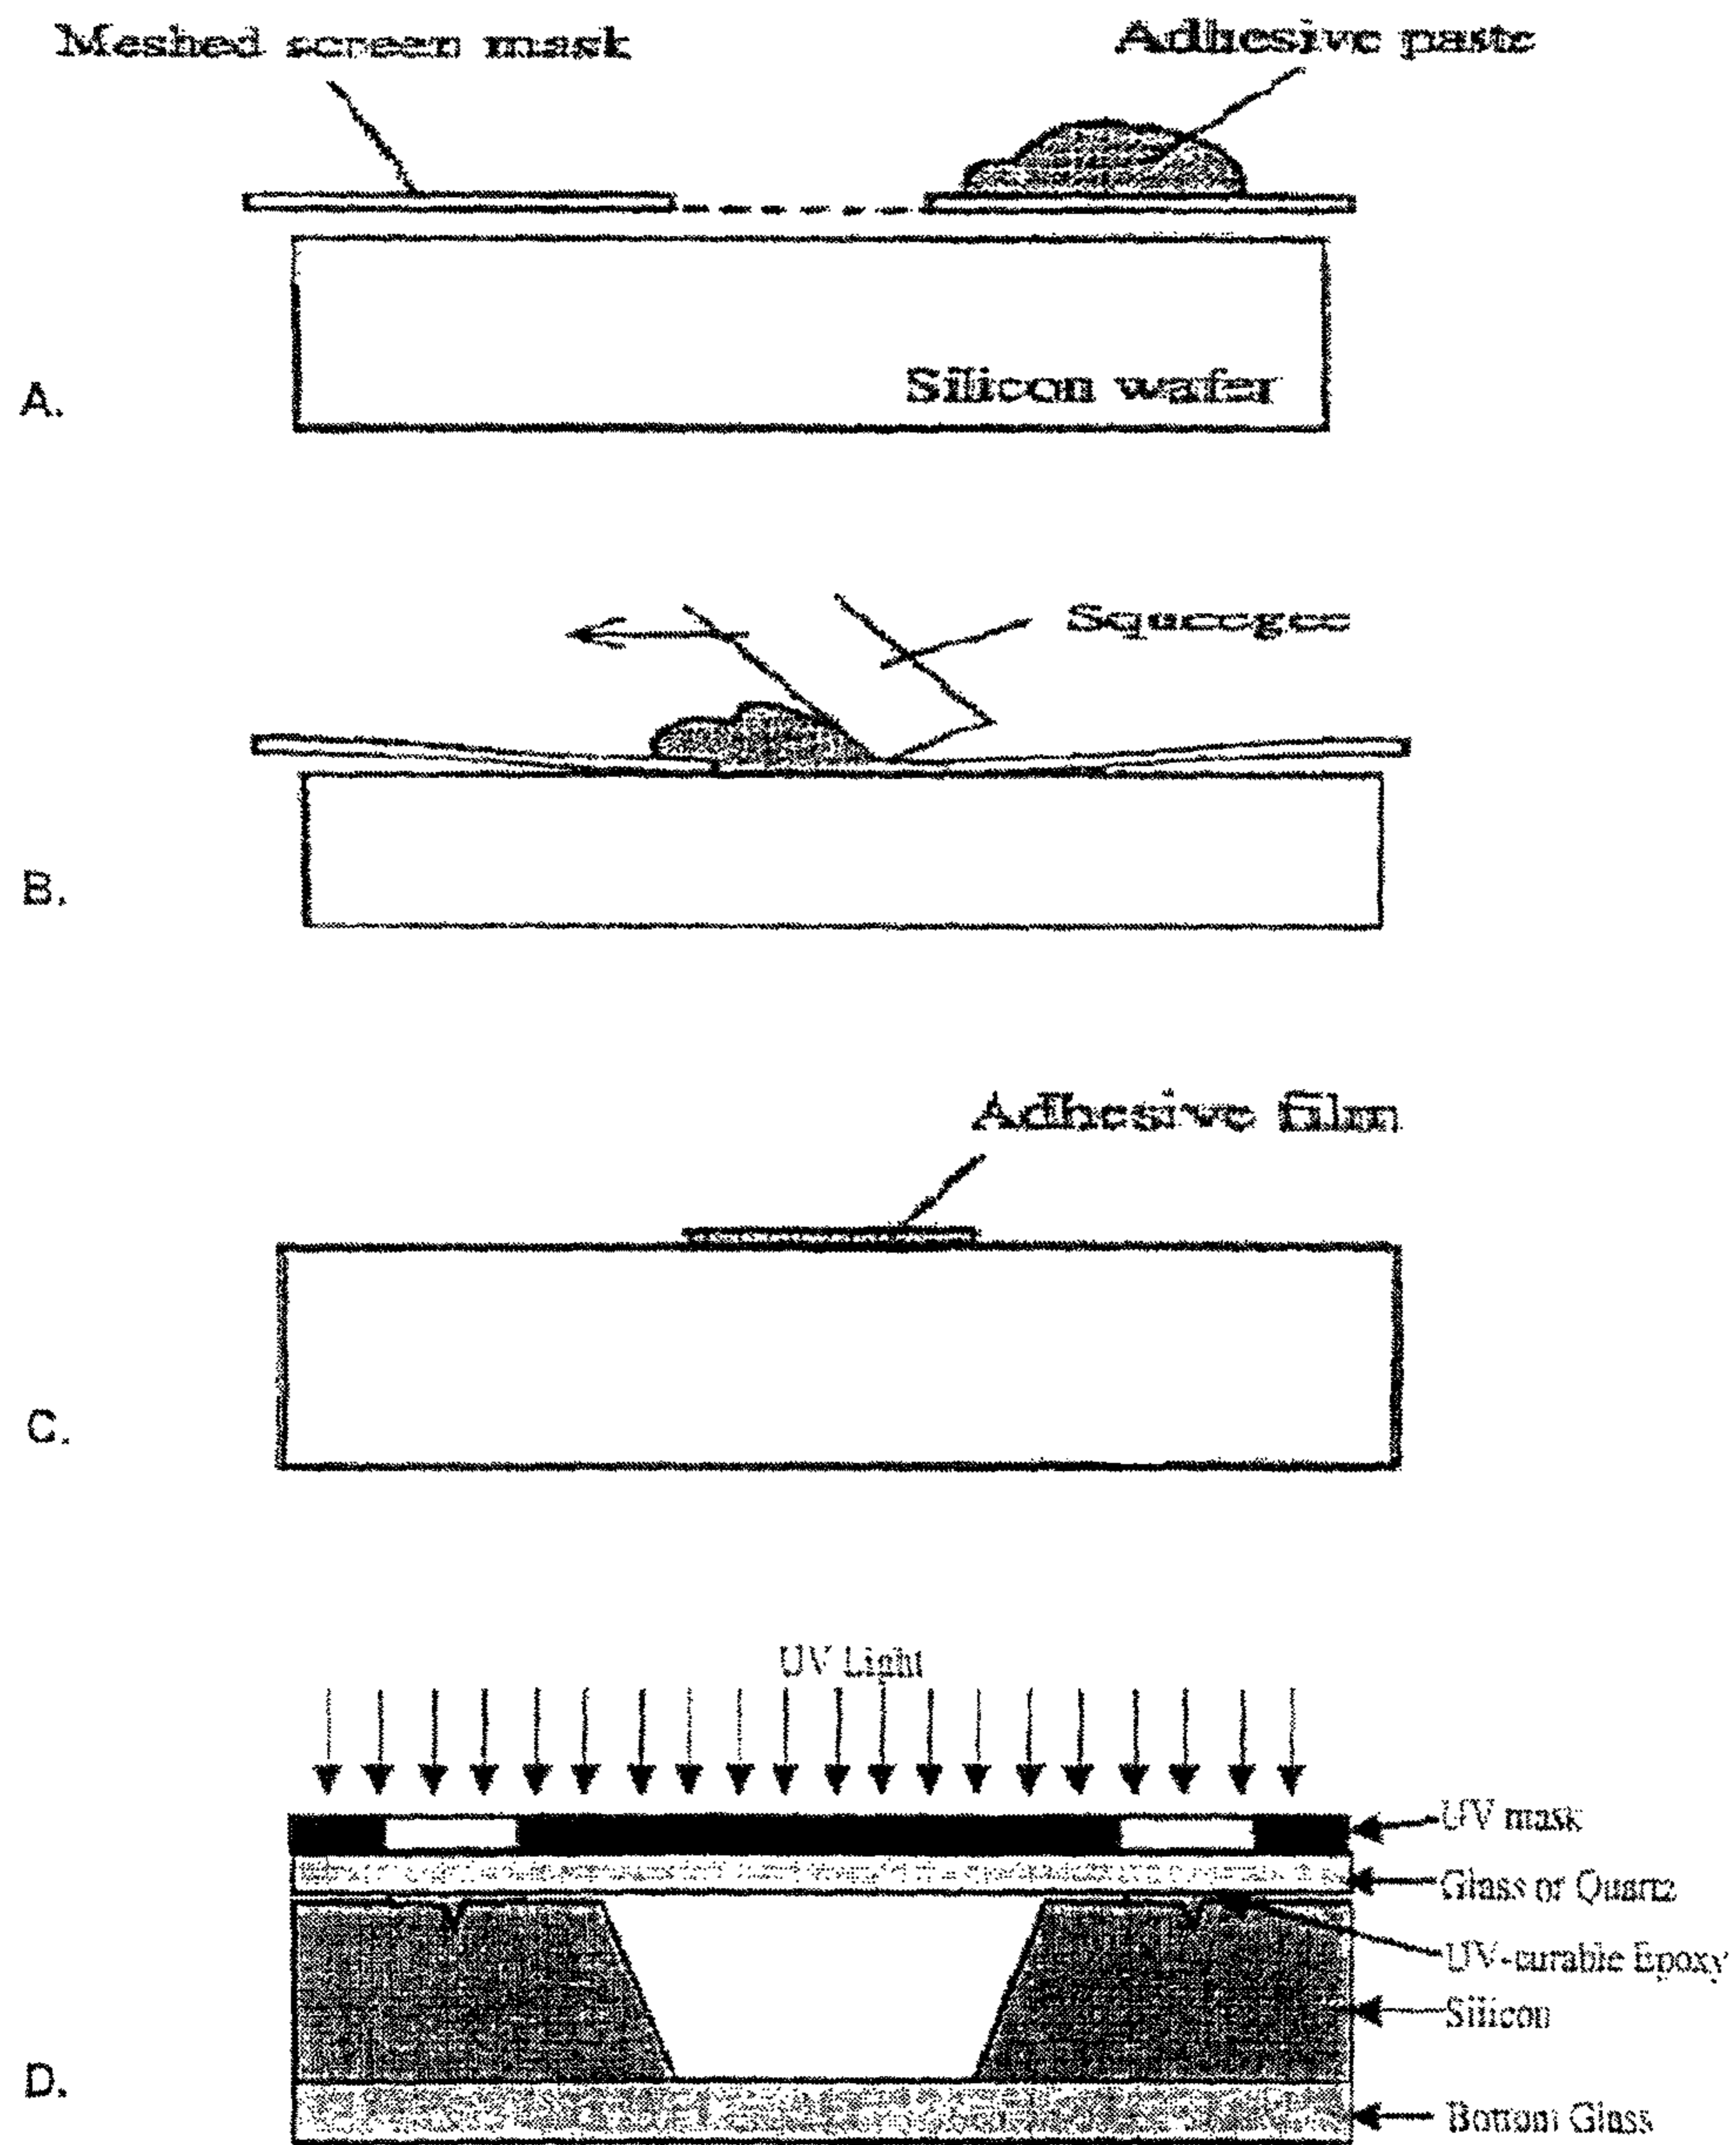 Meshed screen mask
Adhesive paste
Silicon wafer
A.
Squeegee
B.
Adhesive film
C.
UV Light
UV mask
Glass or Quartz
UV-curable Epoxy
Silicon
D.
Bottom Glass